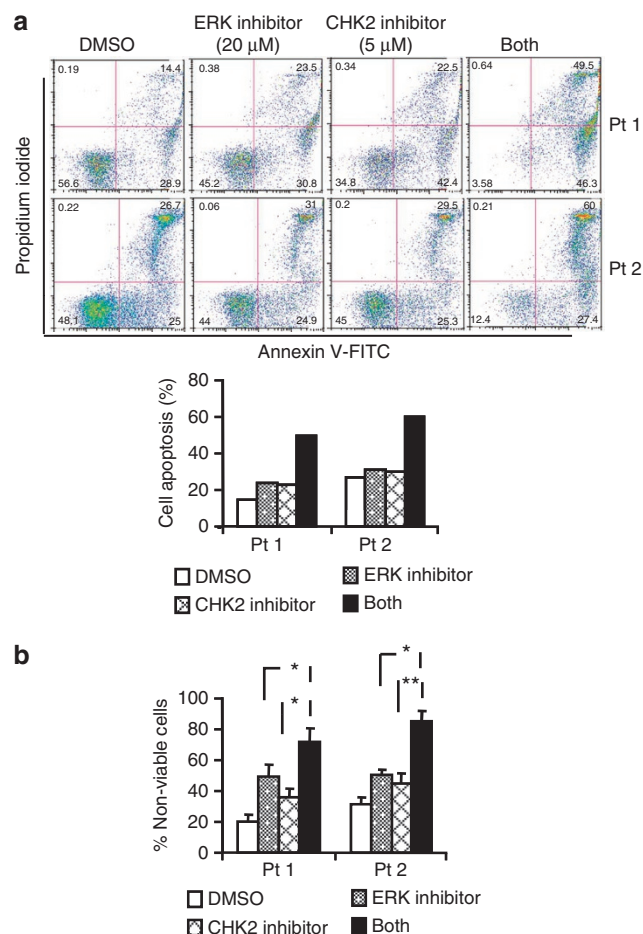 a
DMSO
ERK inhibitor
(20 μM)
CHK2 inhibitor
(5 μM)
Both
0.19 14.4 0.38 23.5 0.34 22.5 0.64 49.5
Pt 1
56.6 28.9 45.2 30.8 34.8 42.4 3.58 46.3
0.22 26.7 0.06 31 0.2 29.5 0.21 60
Pt 2
48,1 25 44 24.9 45 25.3 12.4 27.4
Propidium iodide
Annexin V-FITC
Cell apoptosis (%)
80
60
40
20
0
Pt 1 Pt 2
DMSO ERK inhibitor
CHK2 inhibitor Both
b
* *
* **
% Non-viable cells
100
80
60
40
20
0
Pt 1 Pt 2
DMSO ERK inhibitor
CHK2 inhibitor Both